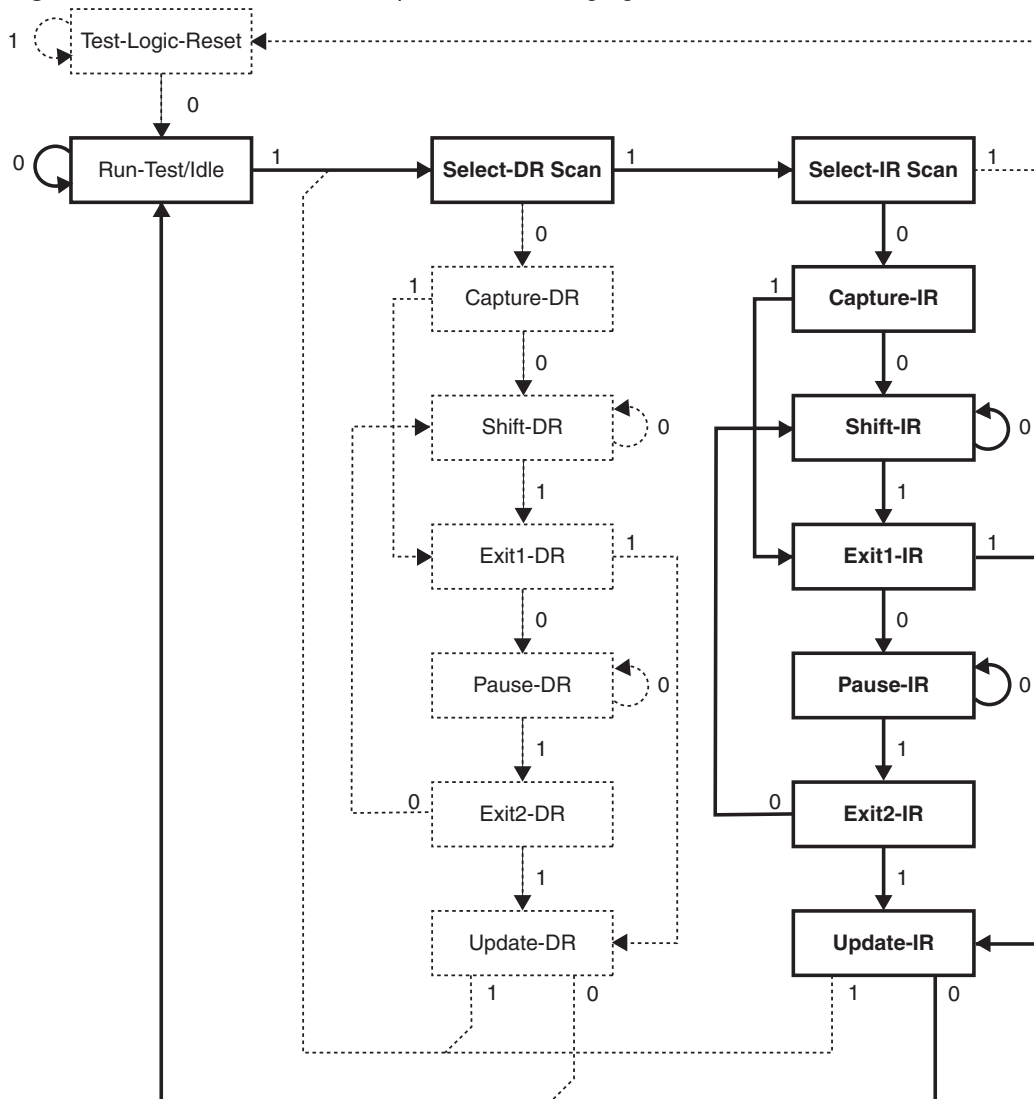 1
Test-Logic-Reset
0
0
Run-Test/Idle
1
Select-DR Scan
1
Select-IR Scan
1
0
0
1
Capture-DR
1
Capture-IR
0
0
Shift-DR
0
Shift-IR
0
1
1
Exit1-DR
1
Exit1-IR
1
0
0
Pause-DR
0
Pause-IR
0
1
1
0
Exit2-DR
0
Exit2-IR
1
1
Update-DR
Update-IR
1
0
1
0